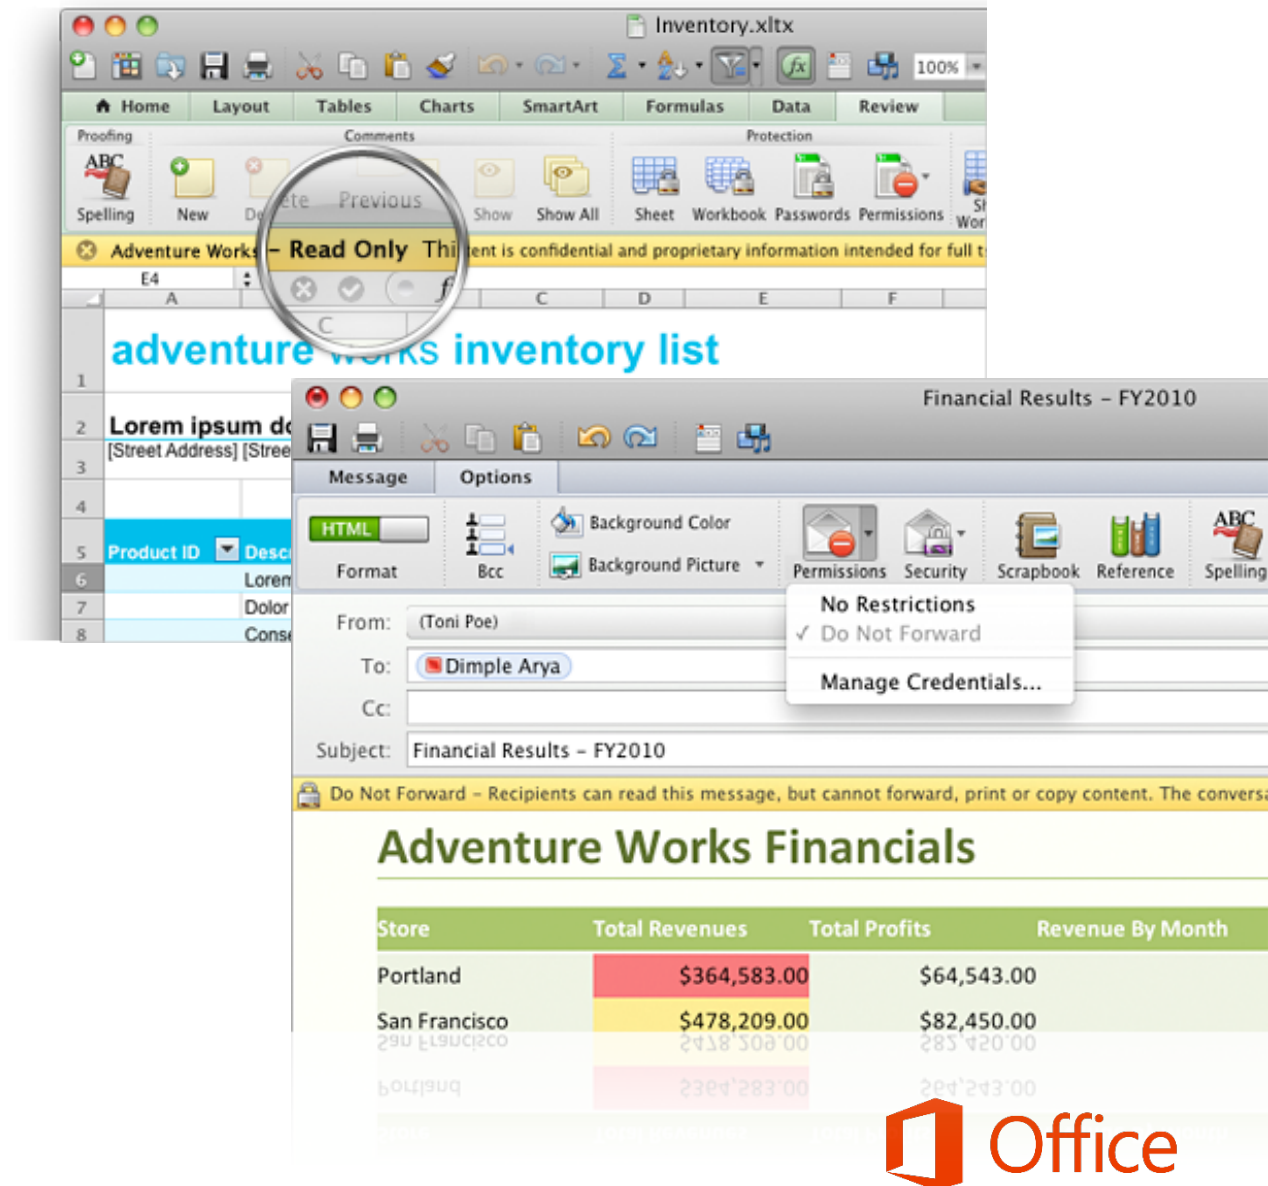 Inventory.xltx
100%
Home Layout Tables Charts SmartArt Formulas Data Review
Proofing Comments Protection
ABC
Spelling New Previous Show Show All Sheet Workbook Passwords Permissions
Adventure Works – Read Only tent is confidential and proprietary information intended for full
E4
A C D E F
C
1 adventure works inventory list
2 Lorem ipsum
3 [Street Address]
4
5 Product ID
6
7 Dolor
8
Financial Results – FY2010
Message Options
HTML Background Color ABC
Format Bcc Background Picture Permissions Security Scrapbook Reference Spelling
No Restrictions
✓ Do Not Forward
Manage Credentials...
From: (Toni Poe)
To: Dimple Arya
Cc:
Subject: Financial Results – FY2010
Do Not Forward – Recipients can read this message, but cannot forward, print or copy content. The
Adventure Works Financials
Store Total Revenues Total Profits Revenue By Month
Portland $364,583.00 $64,543.00
San Francisco $478,209.00 $82,450.00
Office